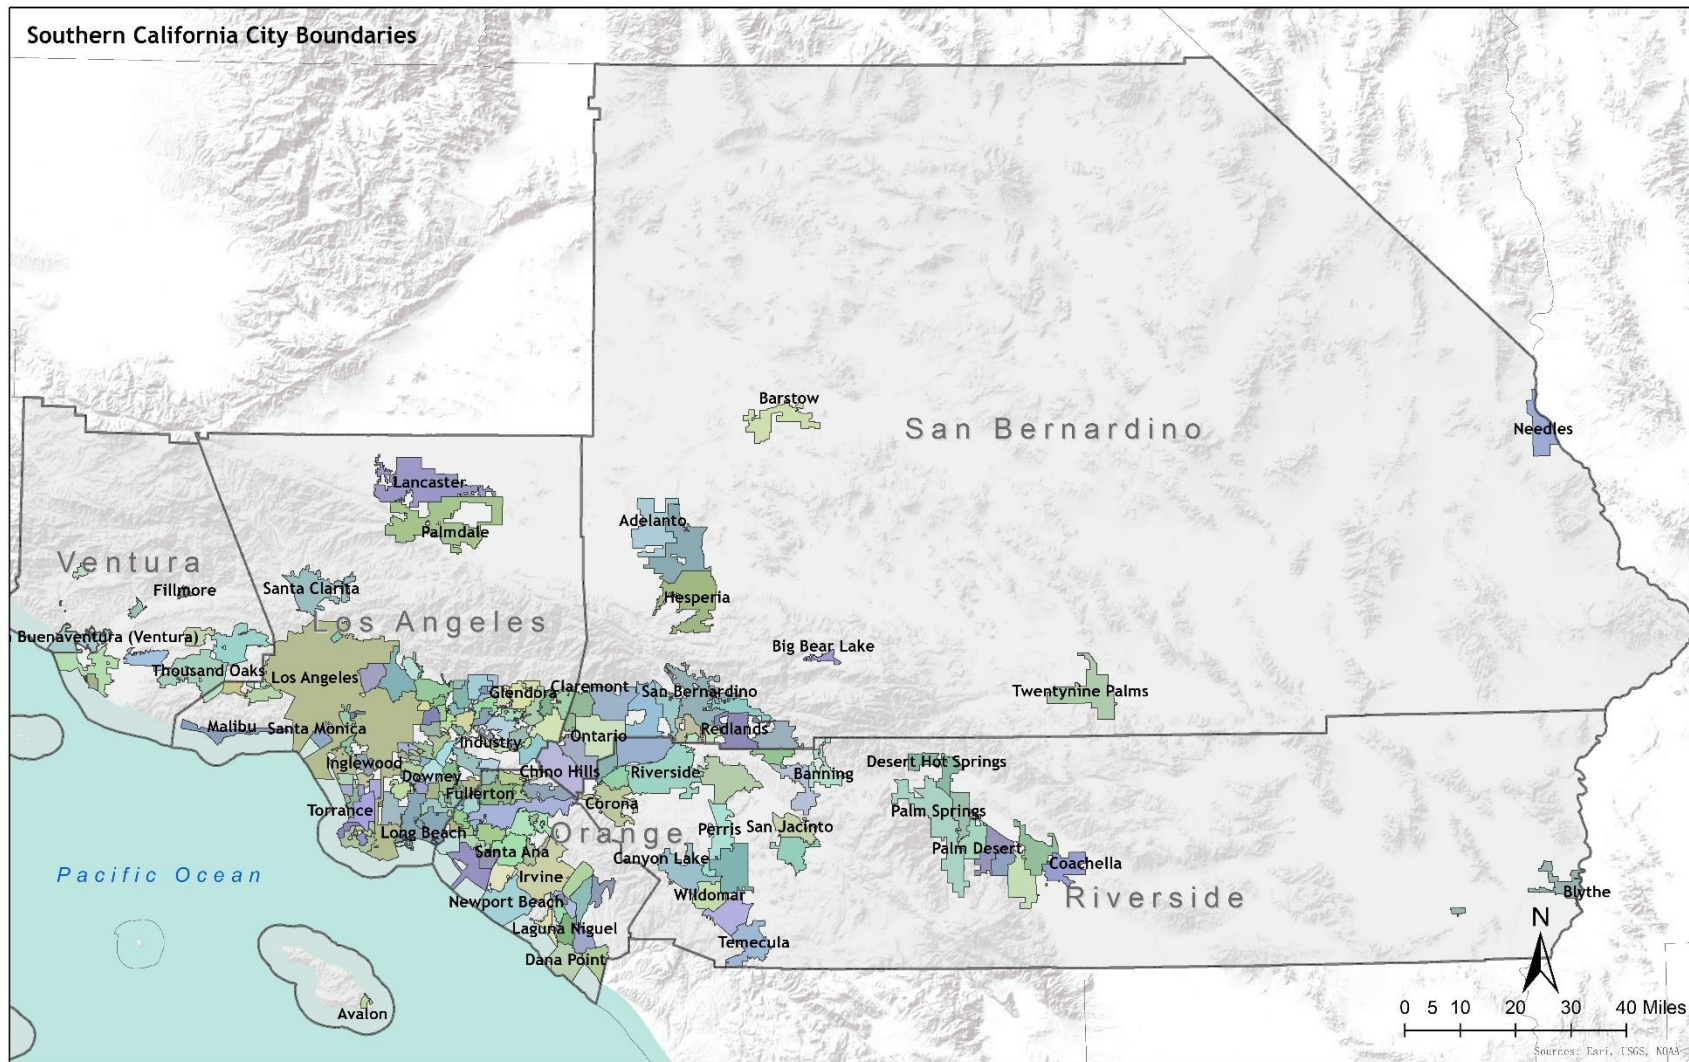 Southern California City Boundaries
Barstow
San Bernardino
Needles
Lancaster
Adelanto
Palmdale
Ventura
Fillmore
Santa Clarita
Hesperia
Los Angeles
Buenaventura (Ventura)
Big Bear Lake
Thousand Oaks
Los Angeles
Glendora
Claremont
San Bernardino
Twentynine Palms
Malibu
Santa Monica
Redlands
Industry
Ontario
Inglewood
Downey
Chino Hills
Riverside
Banning
Desert Hot Springs
Fullerton
Corona
Torrance
Palm Springs
Long Beach
Orange
Perris
San Jacinto
Santa Ana
Canyon Lake
Palm Desert
Coachella
Pacific Ocean
Irvine
Newport Beach
Wildomar
Riverside
Blythe
Laguna Niguel
Temecula
N
Dana Point
Avalon
0 5 10 20 30 40 Miles
Sources: Esri, USGS, NOAA